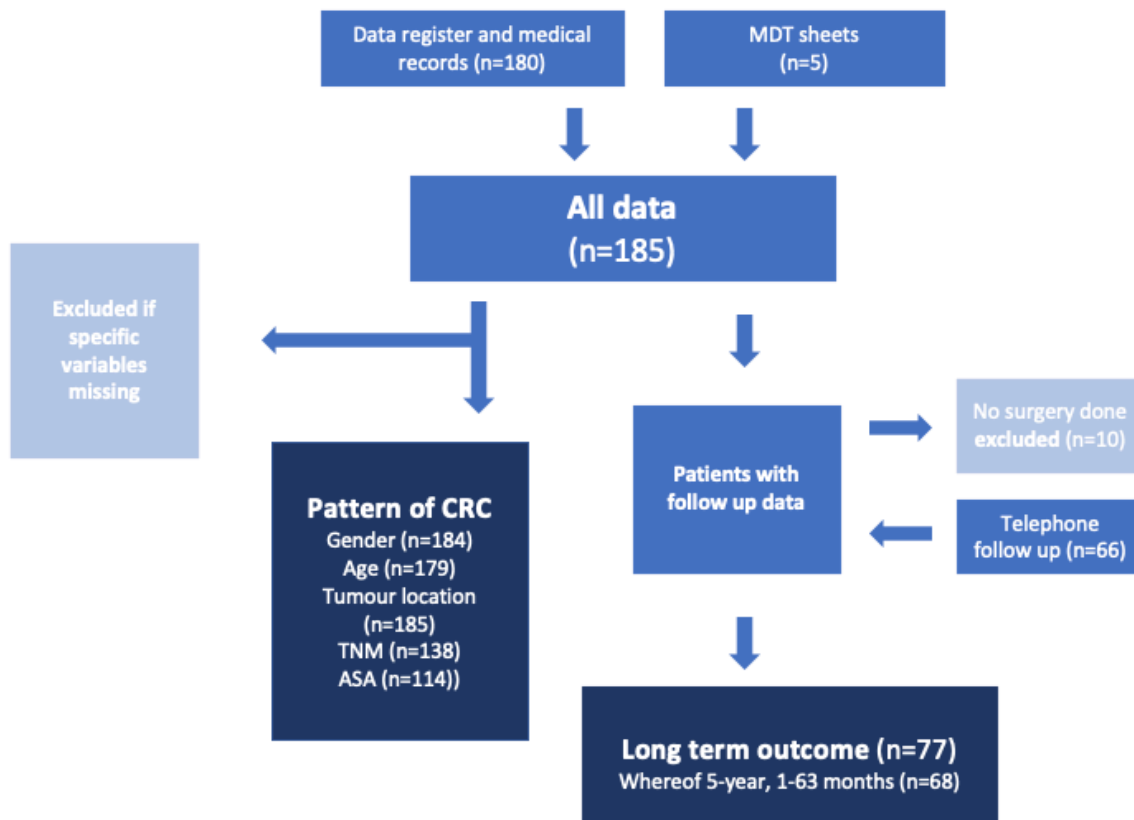 Data register and medical
records (n=180)
MDT sheets
(n=5)
All data
(n=185)
Excluded if
specific
variables
missing
No surgery done
excluded (n=10)
Patients with
follow up data
Telephone
follow up (n=66)
Pattern of CRC
Gender (n=184)
Age (n=179)
Tumour location
(n=185)
TNM (n=138)
ASA (n=114))
Long term outcome (n=77)
Whereof 5-year, 1-63 months (n=68)